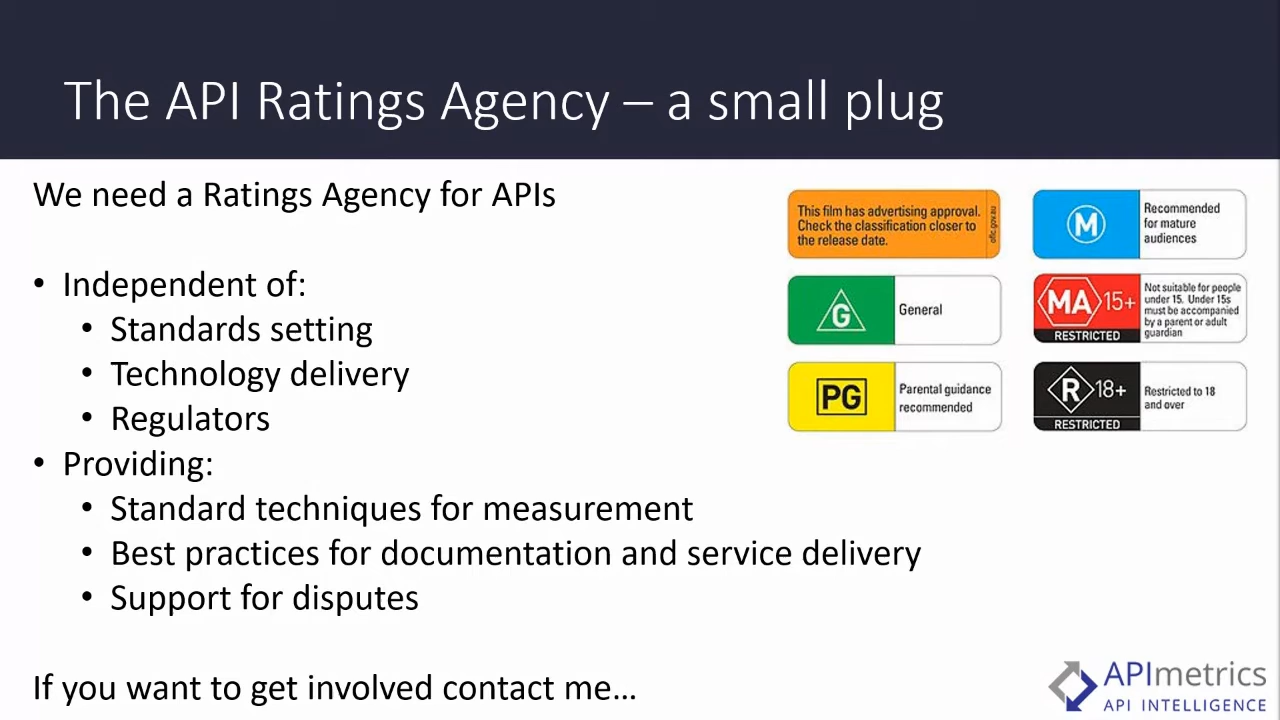 The API Ratings Agency – a small plug
We need a Ratings Agency for APIs
• Independent of:
• Standards setting
• Technology delivery
• Regulators
• Providing:
• Standard techniques for measurement
• Best practices for documentation and service delivery
• Support for disputes
If you want to get involved contact me...
This film has advertising approval.
Check the classification closer to
the release date.
oflc.gov.au
M
Recommended
for mature
audiences
G
General
MA 15+
RESTRICTED
Not suitable for people
under 15. Under 15s
must be accompanied
by a parent or adult
guardian
PG
Parental guidance
recommended
R 18+
RESTRICTED
Restricted to 18
and over
APImetrics
API INTELLIGENCE